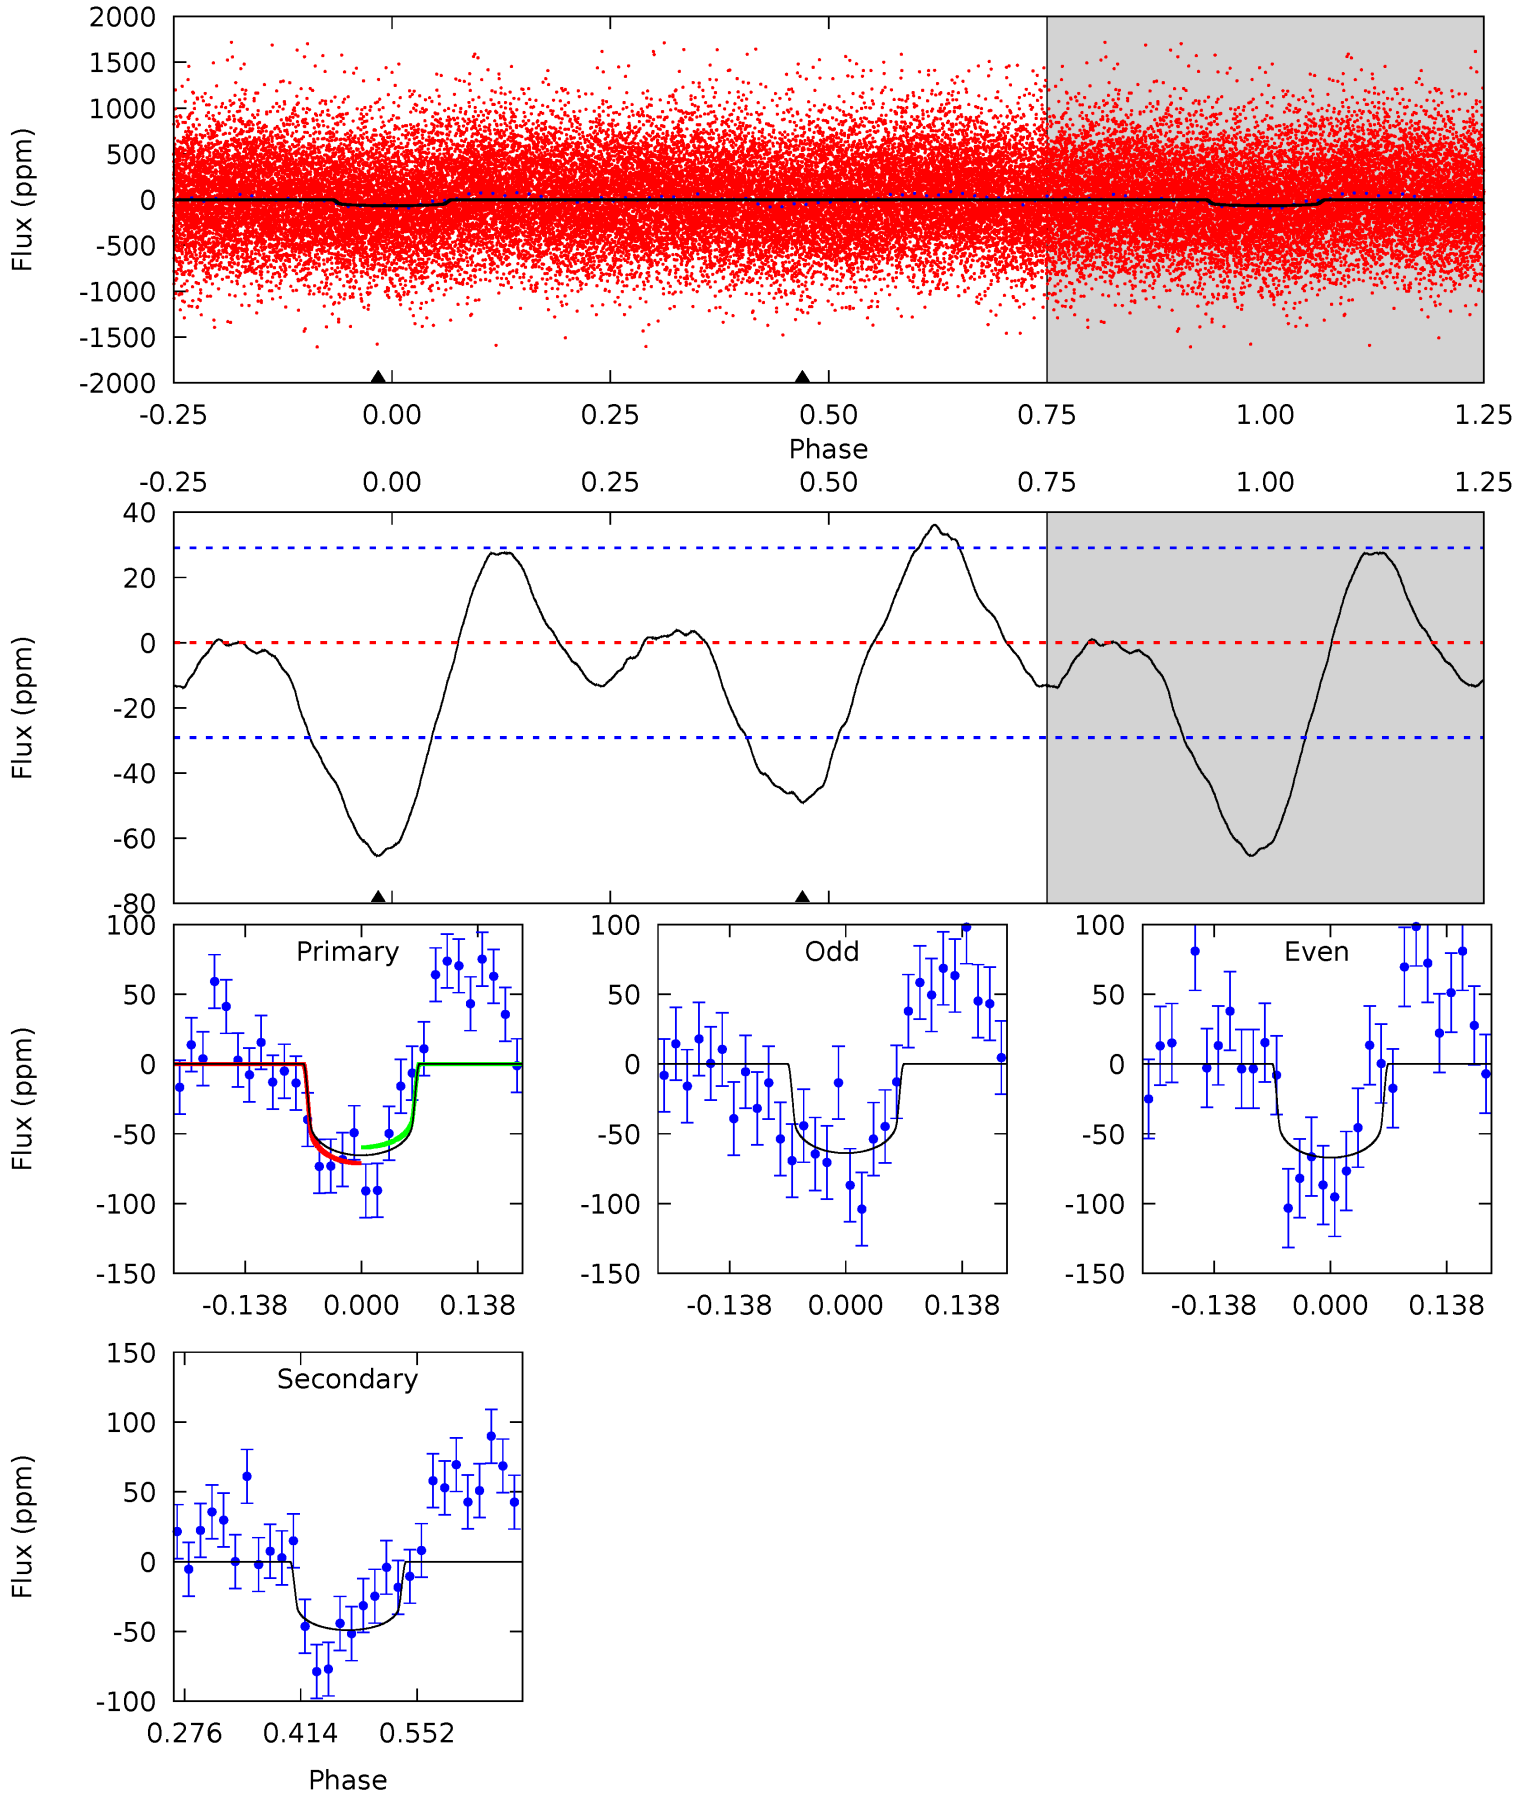 2000
1500
1000
500
0
-500
-1000
-1500
-2000
Flux (ppm)
-0.25 0.00 0.25 0.50 0.75 1.00 1.25
Phase
-0.25 0.00 0.25 0.50 0.75 1.00 1.25
40
20
0
-20
-40
-60
-80
Flux (ppm)
Primary Odd Even
100 100 100
50 50 50
0 0 0
-50 -50 -50
-100 -100 -100
-150 -150 -150
Flux (ppm)
-0.138 0.000 0.138 -0.138 0.000 0.138 -0.138 0.000 0.138
150
Secondary
100
50
0
-50
-100
Flux (ppm)
0.276 0.414 0.552
Phase